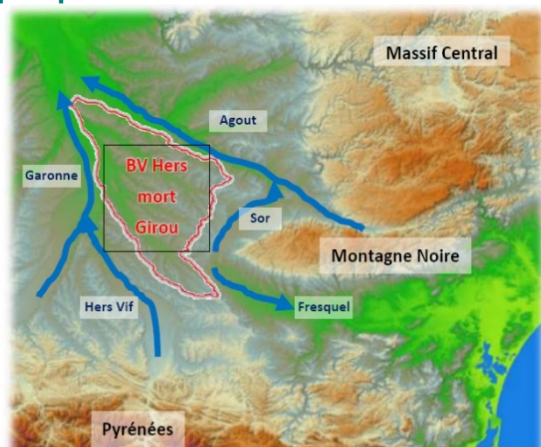 Massif Central
Agout
BV Hers
mort
Girou
Garonne
Sor
Montagne Noire
Hers Vif
Fresquel
Pyrénées